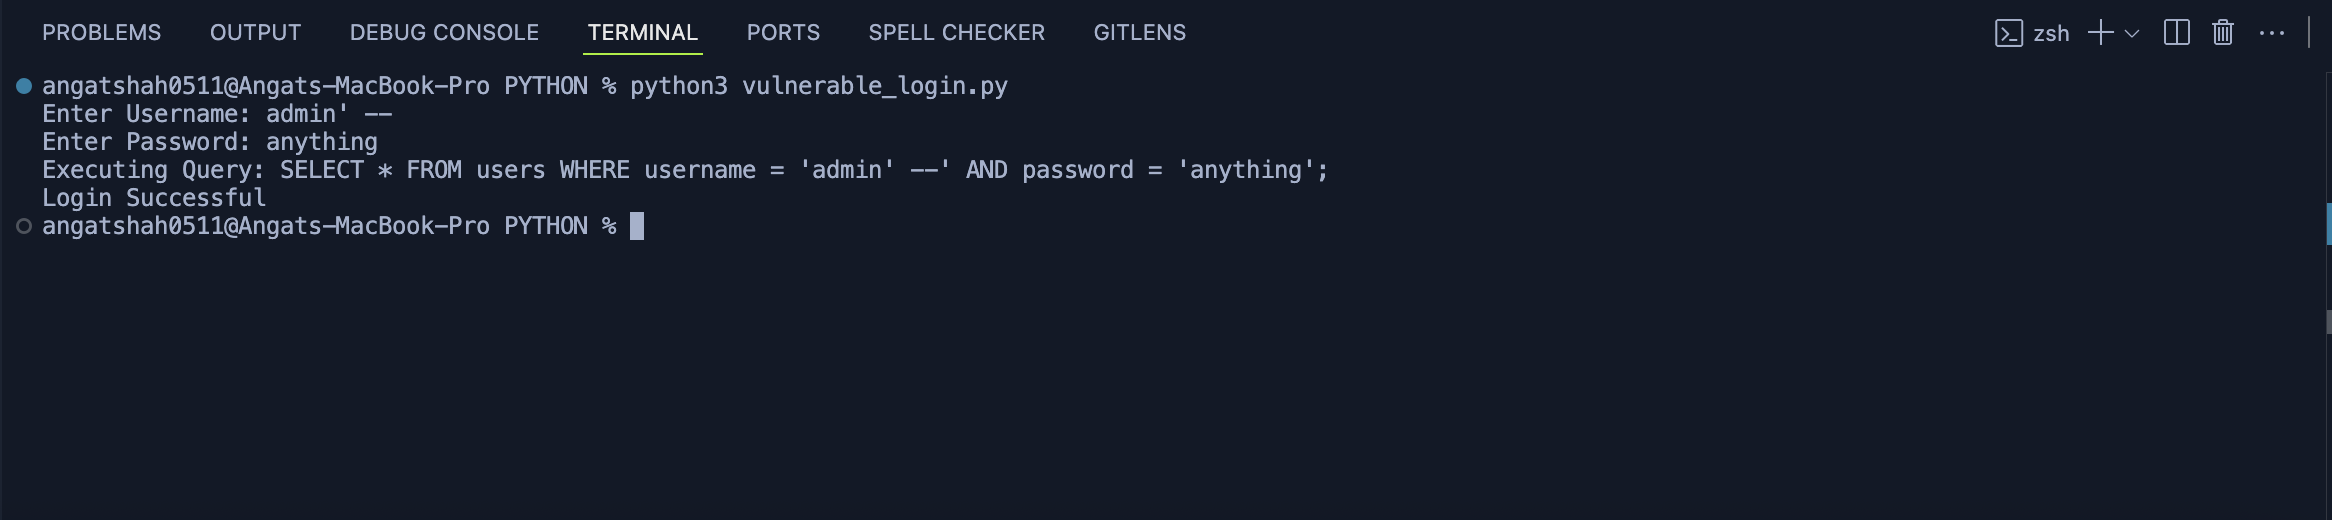 PROBLEMS OUTPUT DEBUG CONSOLE TERMINAL PORTS SPELL CHECKER GITLENS zsh
angatshah0511@Angats-MacBook-Pro PYTHON % python3 vulnerable_login.py
Enter Username: admin' --
Enter Password: anything
Executing Query: SELECT * FROM users WHERE username = 'admin' --' AND password = 'anything';
Login Successful
angatshah0511@Angats-MacBook-Pro PYTHON %